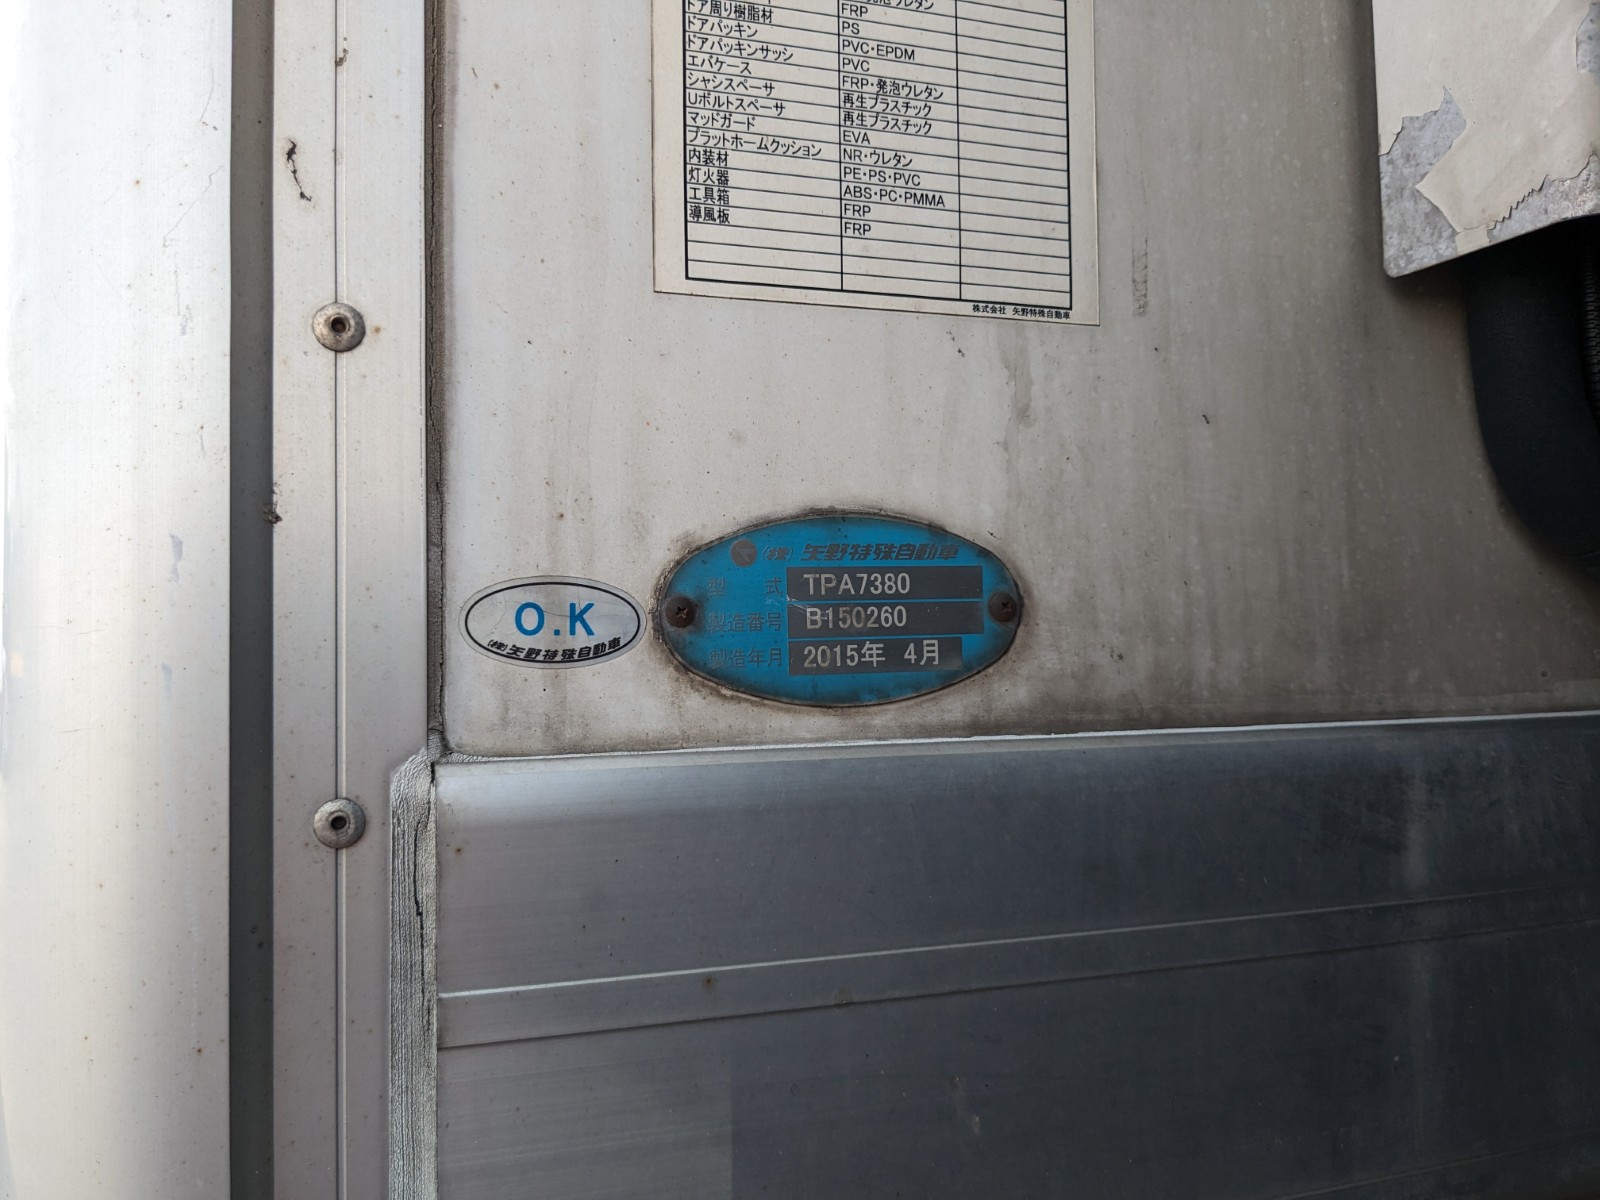 ウレタン
ドア周り樹脂材 FRP
ドアパッキン PS
ドアパッキンサッシ PVC・EPDM
エバケース PVC
シャシスペーサ FRP・発泡ウレタン
Uボルトスペーサ 再生プラスチック
マッドガード 再生プラスチック
プラットホームクッション EVA
内装材 NR・ウレタン
灯火器 PE・PS・PVC
工具箱 ABS・PC・PMMA
導風板 FRP
FRP
株式会社 矢野特殊自動車
(株) 矢野特殊自動車
型 式 TPA7380
製造番号 B150260
製造年月 2015年 4月
O.K
(株)矢野特殊自動車